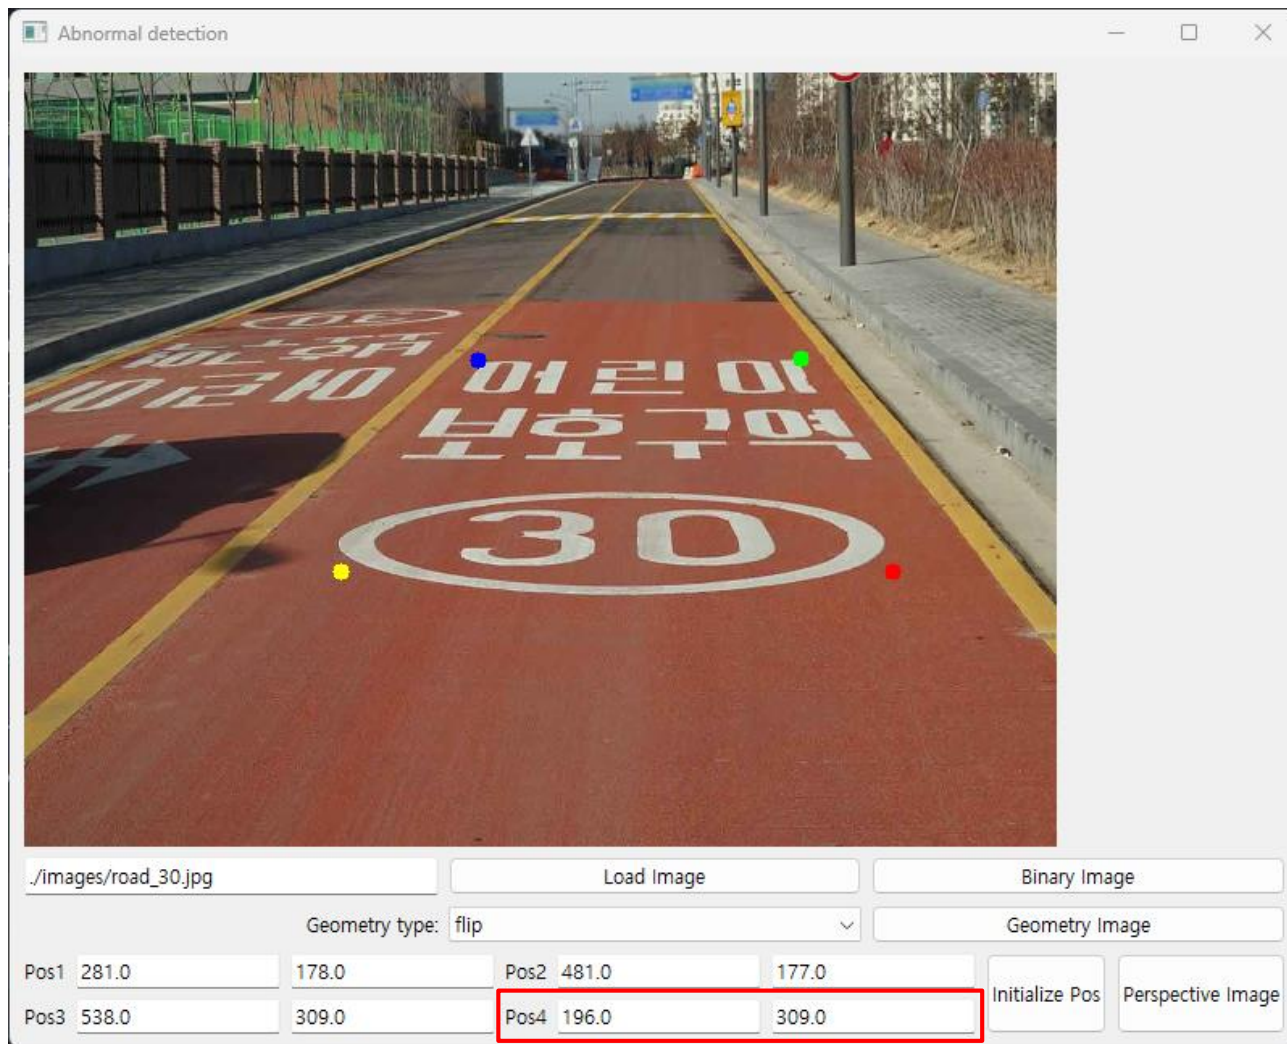 Abnormal detection
어린이
보호구역
30
./images/road_30.jpg
Load Image
Binary Image
Geometry type:
flip
Geometry Image
Pos1 281.0 178.0 Pos2 481.0 177.0
Initialize Pos
Perspective Image
Pos3 538.0 309.0 Pos4 196.0 309.0